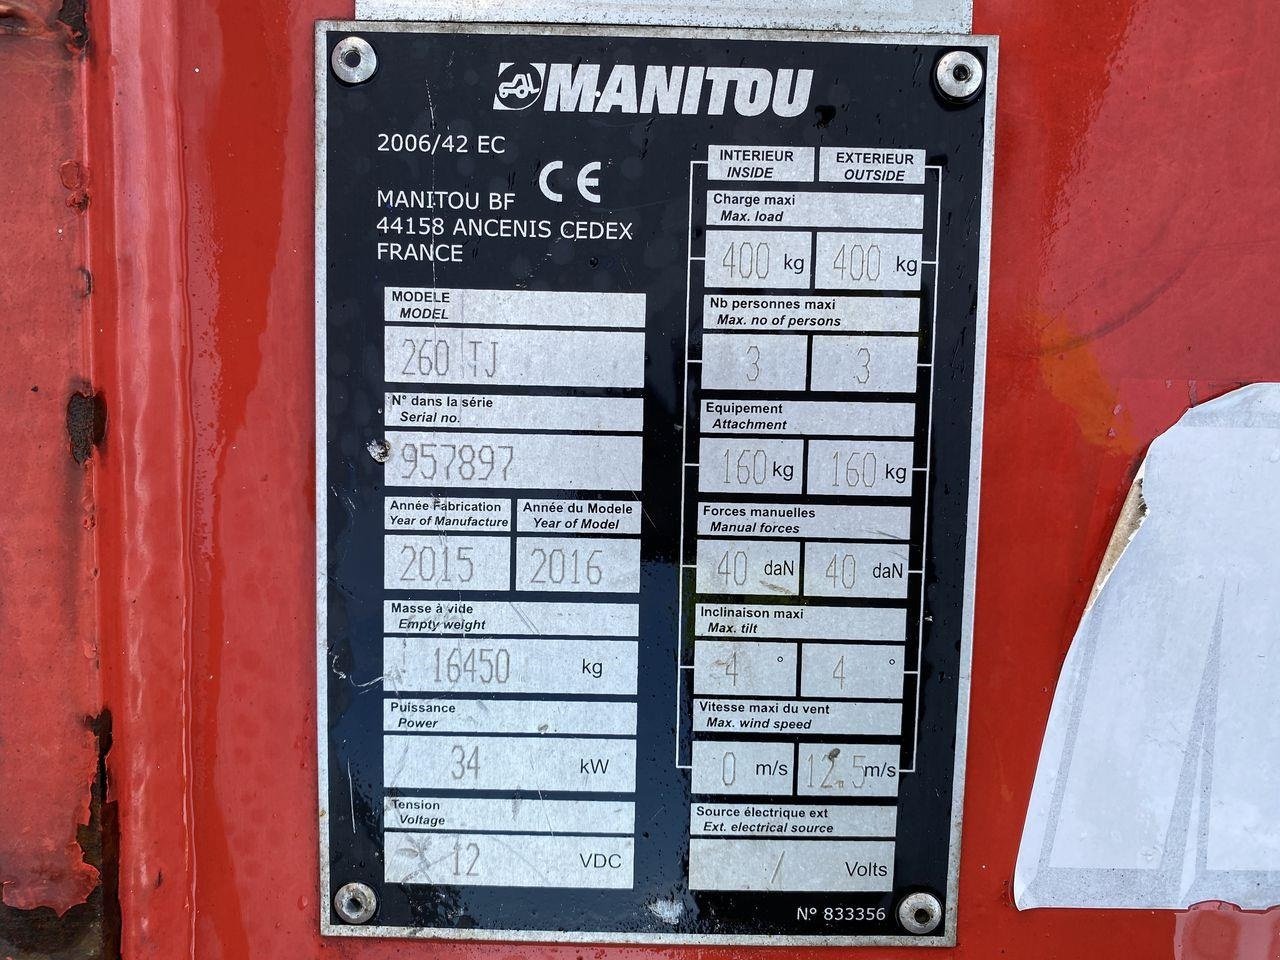 MANITOU
2006/42 EC
CE
MANITOU BF
44158 ANCENIS CEDEX
FRANCE
MODELE
MODEL
260 TJ
N° dans la série
Serial no.
957897
Année Fabrication
Year of Manufacture
Année du Modele
Year of Model
2015
2016
Masse à vide
Empty weight
16450 kg
Puissance
Power
34 kW
Tension
Voltage
12 VDC
INTERIEUR
INSIDE
EXTERIEUR
OUTSIDE
Charge maxi
Max. load
400 kg
400 kg
Nb personnes maxi
Max. no of persons
3
3
Equipement
Attachment
160 kg
160 kg
Forces manuelles
Manual forces
40 daN
40 daN
Inclinaison maxi
Max. tilt
4 °
4 °
Vitesse maxi du vent
Max. wind speed
0 m/s
12.5 m/s
Source électrique ext
Ext. electrical source
/ Volts
N° 833356